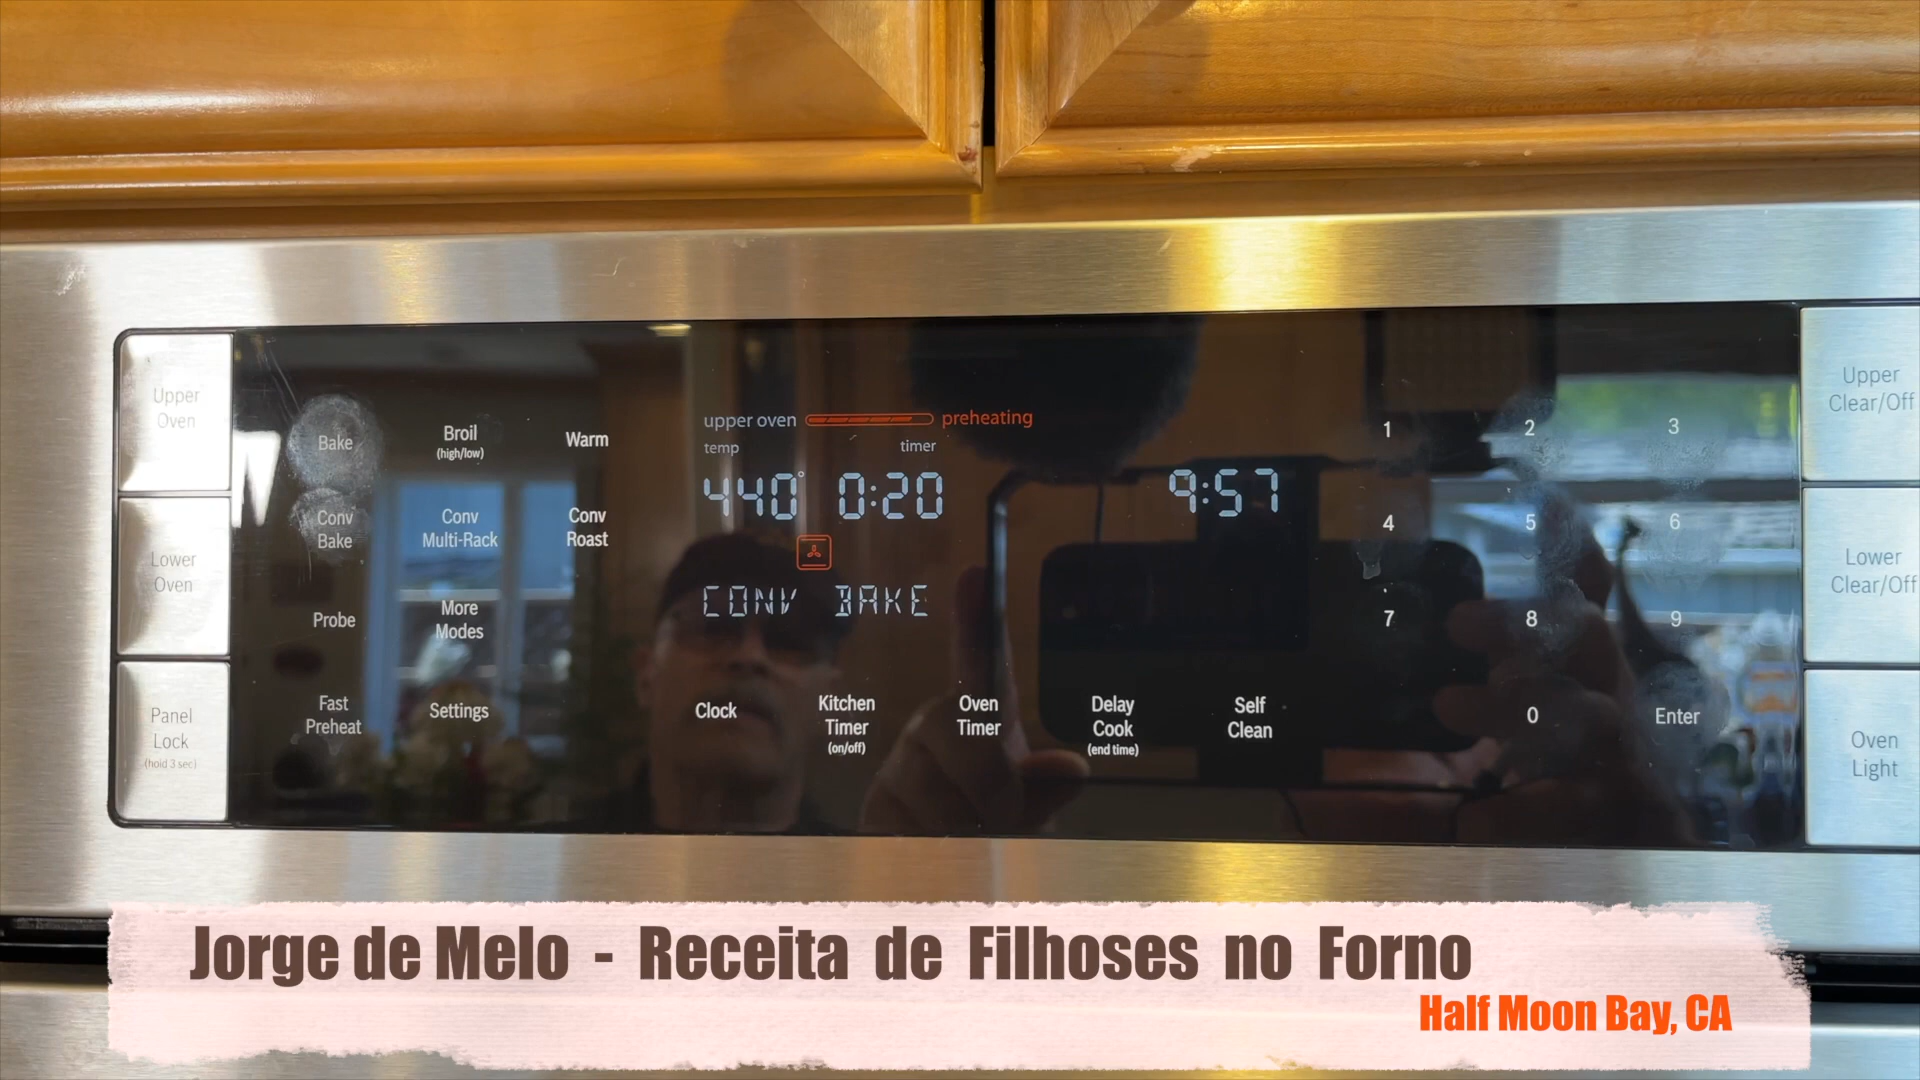 Upper
Oven
Lower
Oven
Panel
Lock
(hold 3 sec)
Bake
Broil
(high/low)
Warm
Conv
Bake
Conv
Multi-Rack
Conv
Roast
Probe
More
Modes
Fast
Preheat
Settings
upper oven
preheating
temp
timer
440° 0:20
9:57
CONV BAKE
Clock
Kitchen
Timer
(on/off)
Oven
Timer
Delay
Cook
(end time)
Self
Clean
1 2 3
4 5 6
7 8 9
0 Enter
Upper
Clear/Off
Lower
Clear/Off
Oven
Light
Jorge de Melo - Receita de Filhoses no Forno
Half Moon Bay, CA